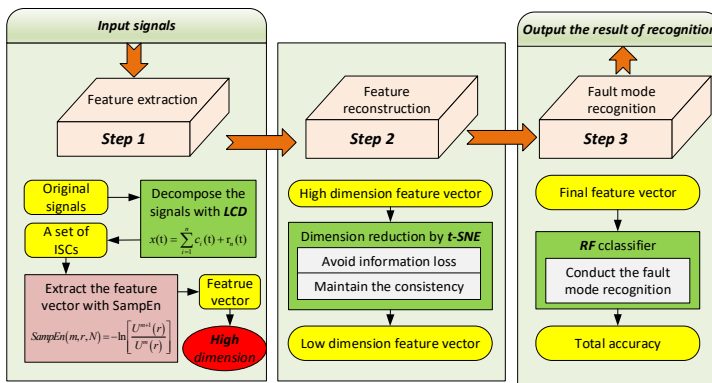 Input signals
Feature extraction
Step 1
Original
signals
Decompose the
signals with LCD
x(t) = \sum_{i=1}^{n} c_i(t) + r_n(t)
A set of
ISCs
Extract the feature
vector with SampEn
SampEn(m,r,N) = -ln[U^{m+1}(r) / U^m(r)]
Featrue
vector
High
dimension
Feature
reconstruction
Step 2
High dimension feature vector
Dimension reduction by t-SNE
Avoid information loss
Maintain the consistency
Low dimension feature vector
Output the result of recognition
Fault mode
recognition
Step 3
Final feature vector
RF cclassifier
Conduct the fault
mode recognition
Total accuracy